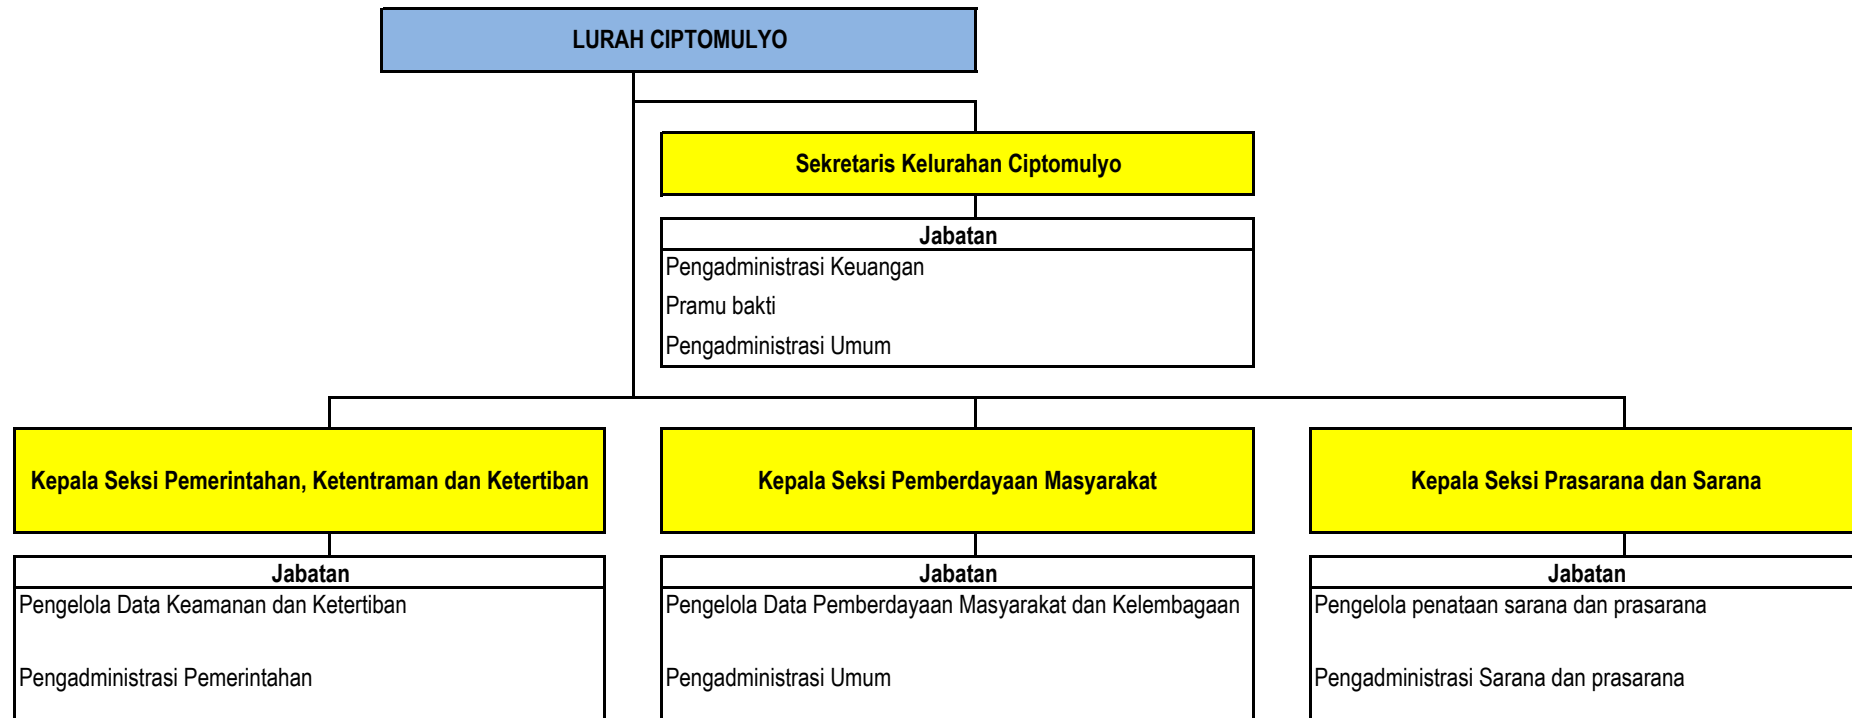 LURAH CIPTOMULYO
Sekretaris Kelurahan Ciptomulyo
Jabatan
Pengadministrasi Keuangan
Pramu bakti
Pengadministrasi Umum
Kepala Seksi Pemerintahan, Ketentraman dan Ketertiban
Jabatan
Pengelola Data Keamanan dan Ketertiban
Pengadministrasi Pemerintahan
Kepala Seksi Pemberdayaan Masyarakat
Jabatan
Pengelola Data Pemberdayaan Masyarakat dan Kelembagaan
Pengadministrasi Umum
Kepala Seksi Prasarana dan Sarana
Jabatan
Pengelola penataan sarana dan prasarana
Pengadministrasi Sarana dan prasarana